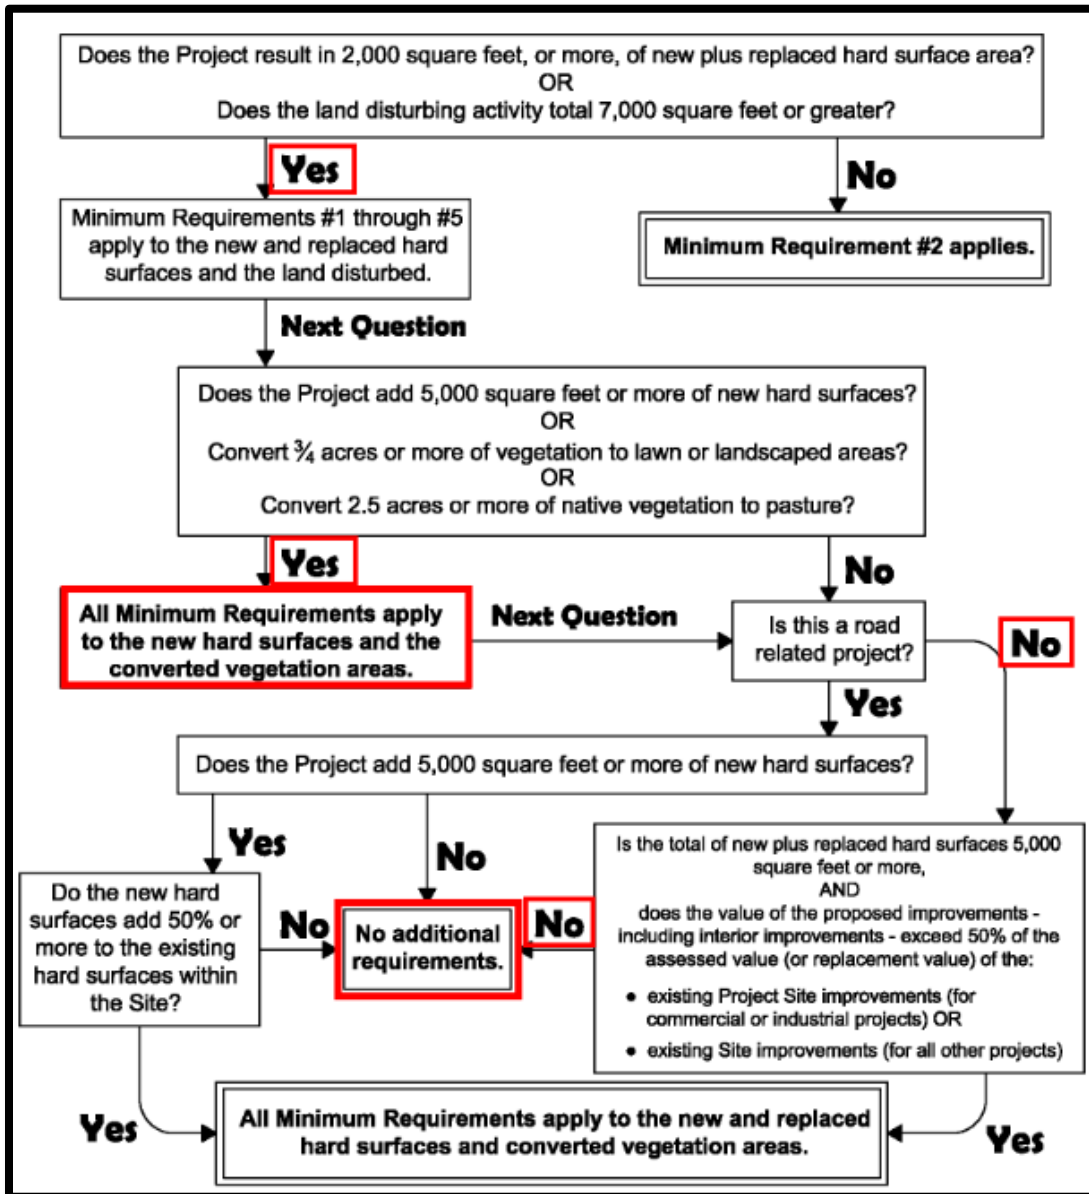 Does the Project result in 2,000 square feet, or more, of new plus replaced hard surface area?
OR
Does the land disturbing activity total 7,000 square feet or greater?
Yes
No
Minimum Requirements #1 through #5
apply to the new and replaced hard
surfaces and the land disturbed.
Minimum Requirement #2 applies.
Next Question
Does the Project add 5,000 square feet or more of new hard surfaces?
OR
Convert ¾ acres or more of vegetation to lawn or landscaped areas?
OR
Convert 2.5 acres or more of native vegetation to pasture?
Yes
No
All Minimum Requirements apply
to the new hard surfaces and the
converted vegetation areas.
Next Question
Is this a road
related project?
No
Yes
Does the Project add 5,000 square feet or more of new hard surfaces?
Yes
No
Do the new hard
surfaces add 50% or
more to the existing
hard surfaces within
the Site?
No
No additional
requirements.
No
Is the total of new plus replaced hard surfaces 5,000
square feet or more,
AND
does the value of the proposed improvements -
including interior improvements - exceed 50% of the
assessed value (or replacement value) of the:
● existing Project Site improvements (for
commercial or industrial projects) OR
● existing Site improvements (for all other projects)
Yes
All Minimum Requirements apply to the new and replaced
hard surfaces and converted vegetation areas.
Yes